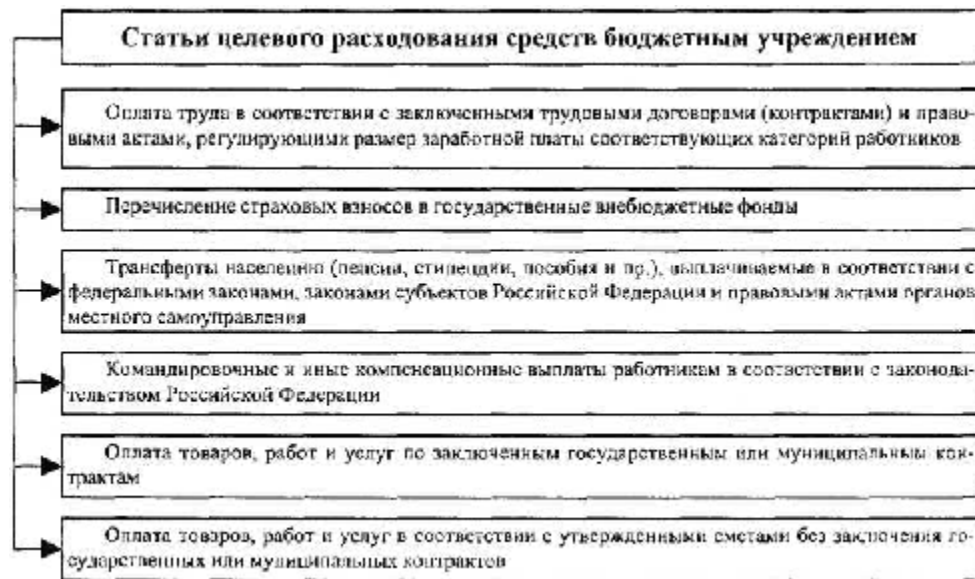 Статьи целевого расходования средств бюджетным учреждением
Оплата труда в соответствии с заключенными трудовыми договорами (контрактами) и право-
выми актами, регулирующими размер заработной платы соответствующих категорий работников
Перечисление страховых взносов в государственные внебюджетные фонды
Трансферты населению (пенсии, стипендии, пособия и пр.), выплачиваемые в соответствии с
федеральными законами, законами субъектов Российской Федерации и правовыми актами органов
местного самоуправления
Командировочные и иные компенсационные выплаты работникам в соответствии с законода-
тельством Российской Федерации
Оплата товаров, работ и услуг по заключенным государственным или муниципальным кон-
трактам
Оплата товаров, работ и услуг в соответствии с утвержденными сметами без заключения го-
сударственных или муниципальных контрактов